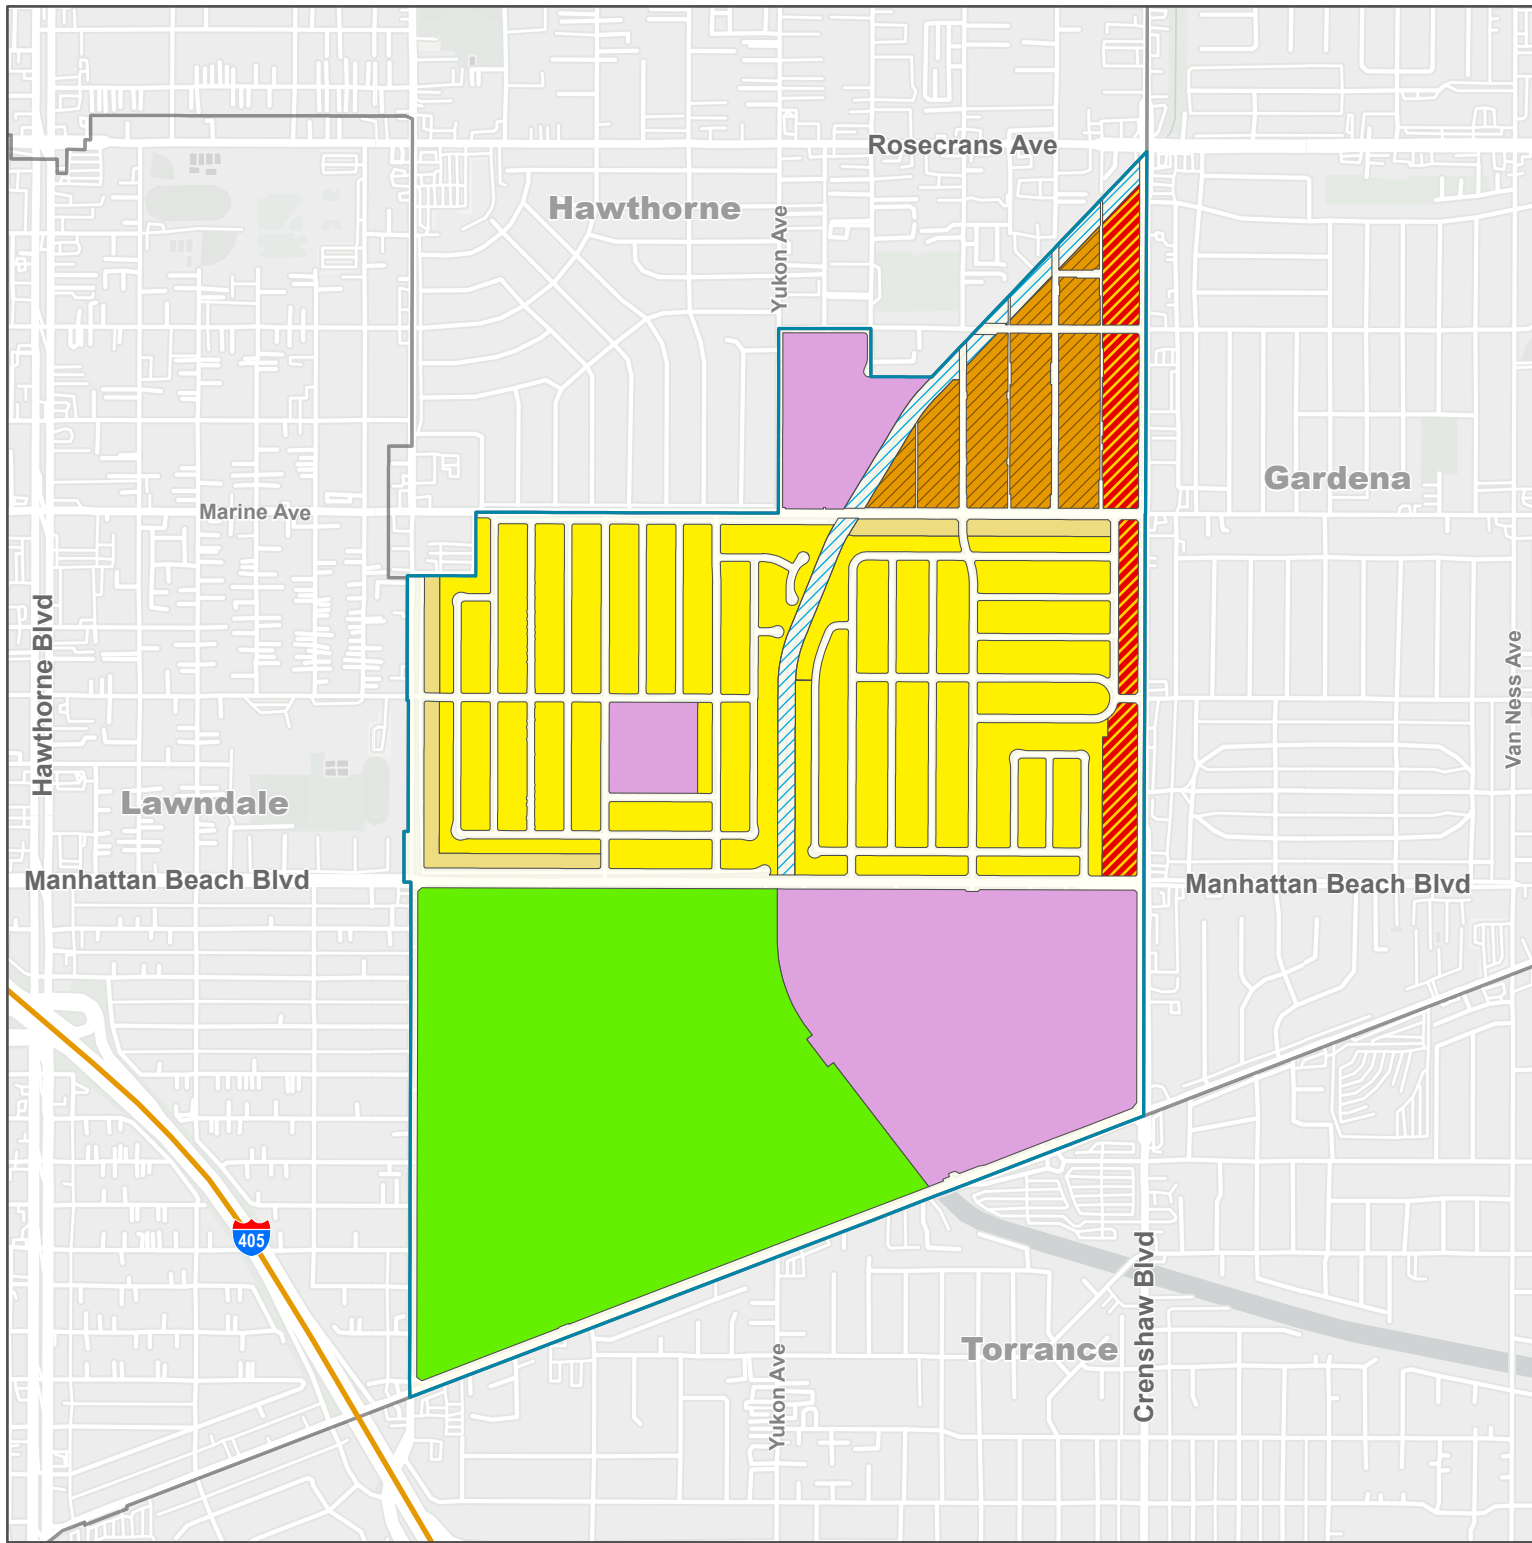 Rosecrans Ave
Hawthorne
Yukon Ave
Gardena
Marine Ave
Hawthorne Blvd
Van Ness Ave
Lawndale
Manhattan Beach Blvd
Manhattan Beach Blvd
405
Crenshaw Blvd
Torrance
Yukon Ave